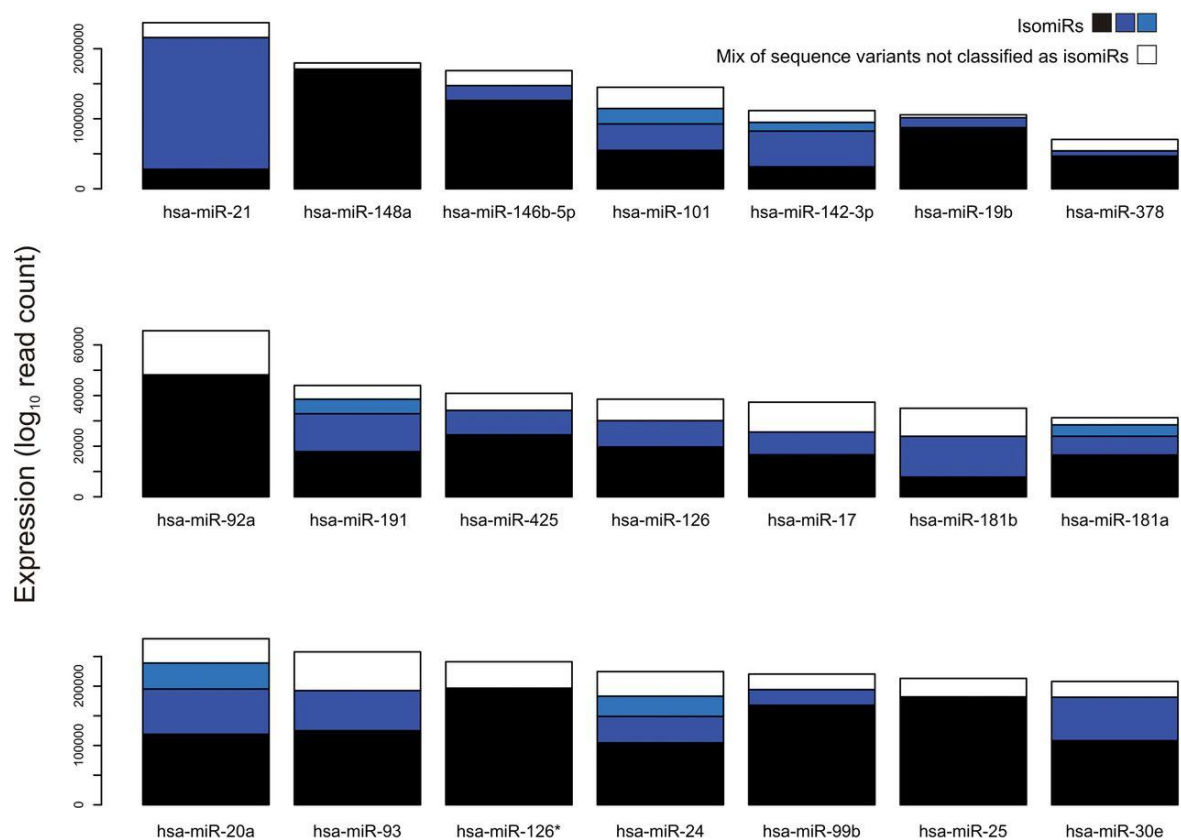 IsomiRs
Mix of sequence variants not classified as isomiRs
Expression (log₁₀ read count)
2000000
1000000
0
hsa-miR-21 hsa-miR-148a hsa-miR-146b-5p hsa-miR-101 hsa-miR-142-3p hsa-miR-19b hsa-miR-378
60000
40000
20000
0
hsa-miR-92a hsa-miR-191 hsa-miR-425 hsa-miR-126 hsa-miR-17 hsa-miR-181b hsa-miR-181a
200000
100000
0
hsa-miR-20a hsa-miR-93 hsa-miR-126* hsa-miR-24 hsa-miR-99b hsa-miR-25 hsa-miR-30e